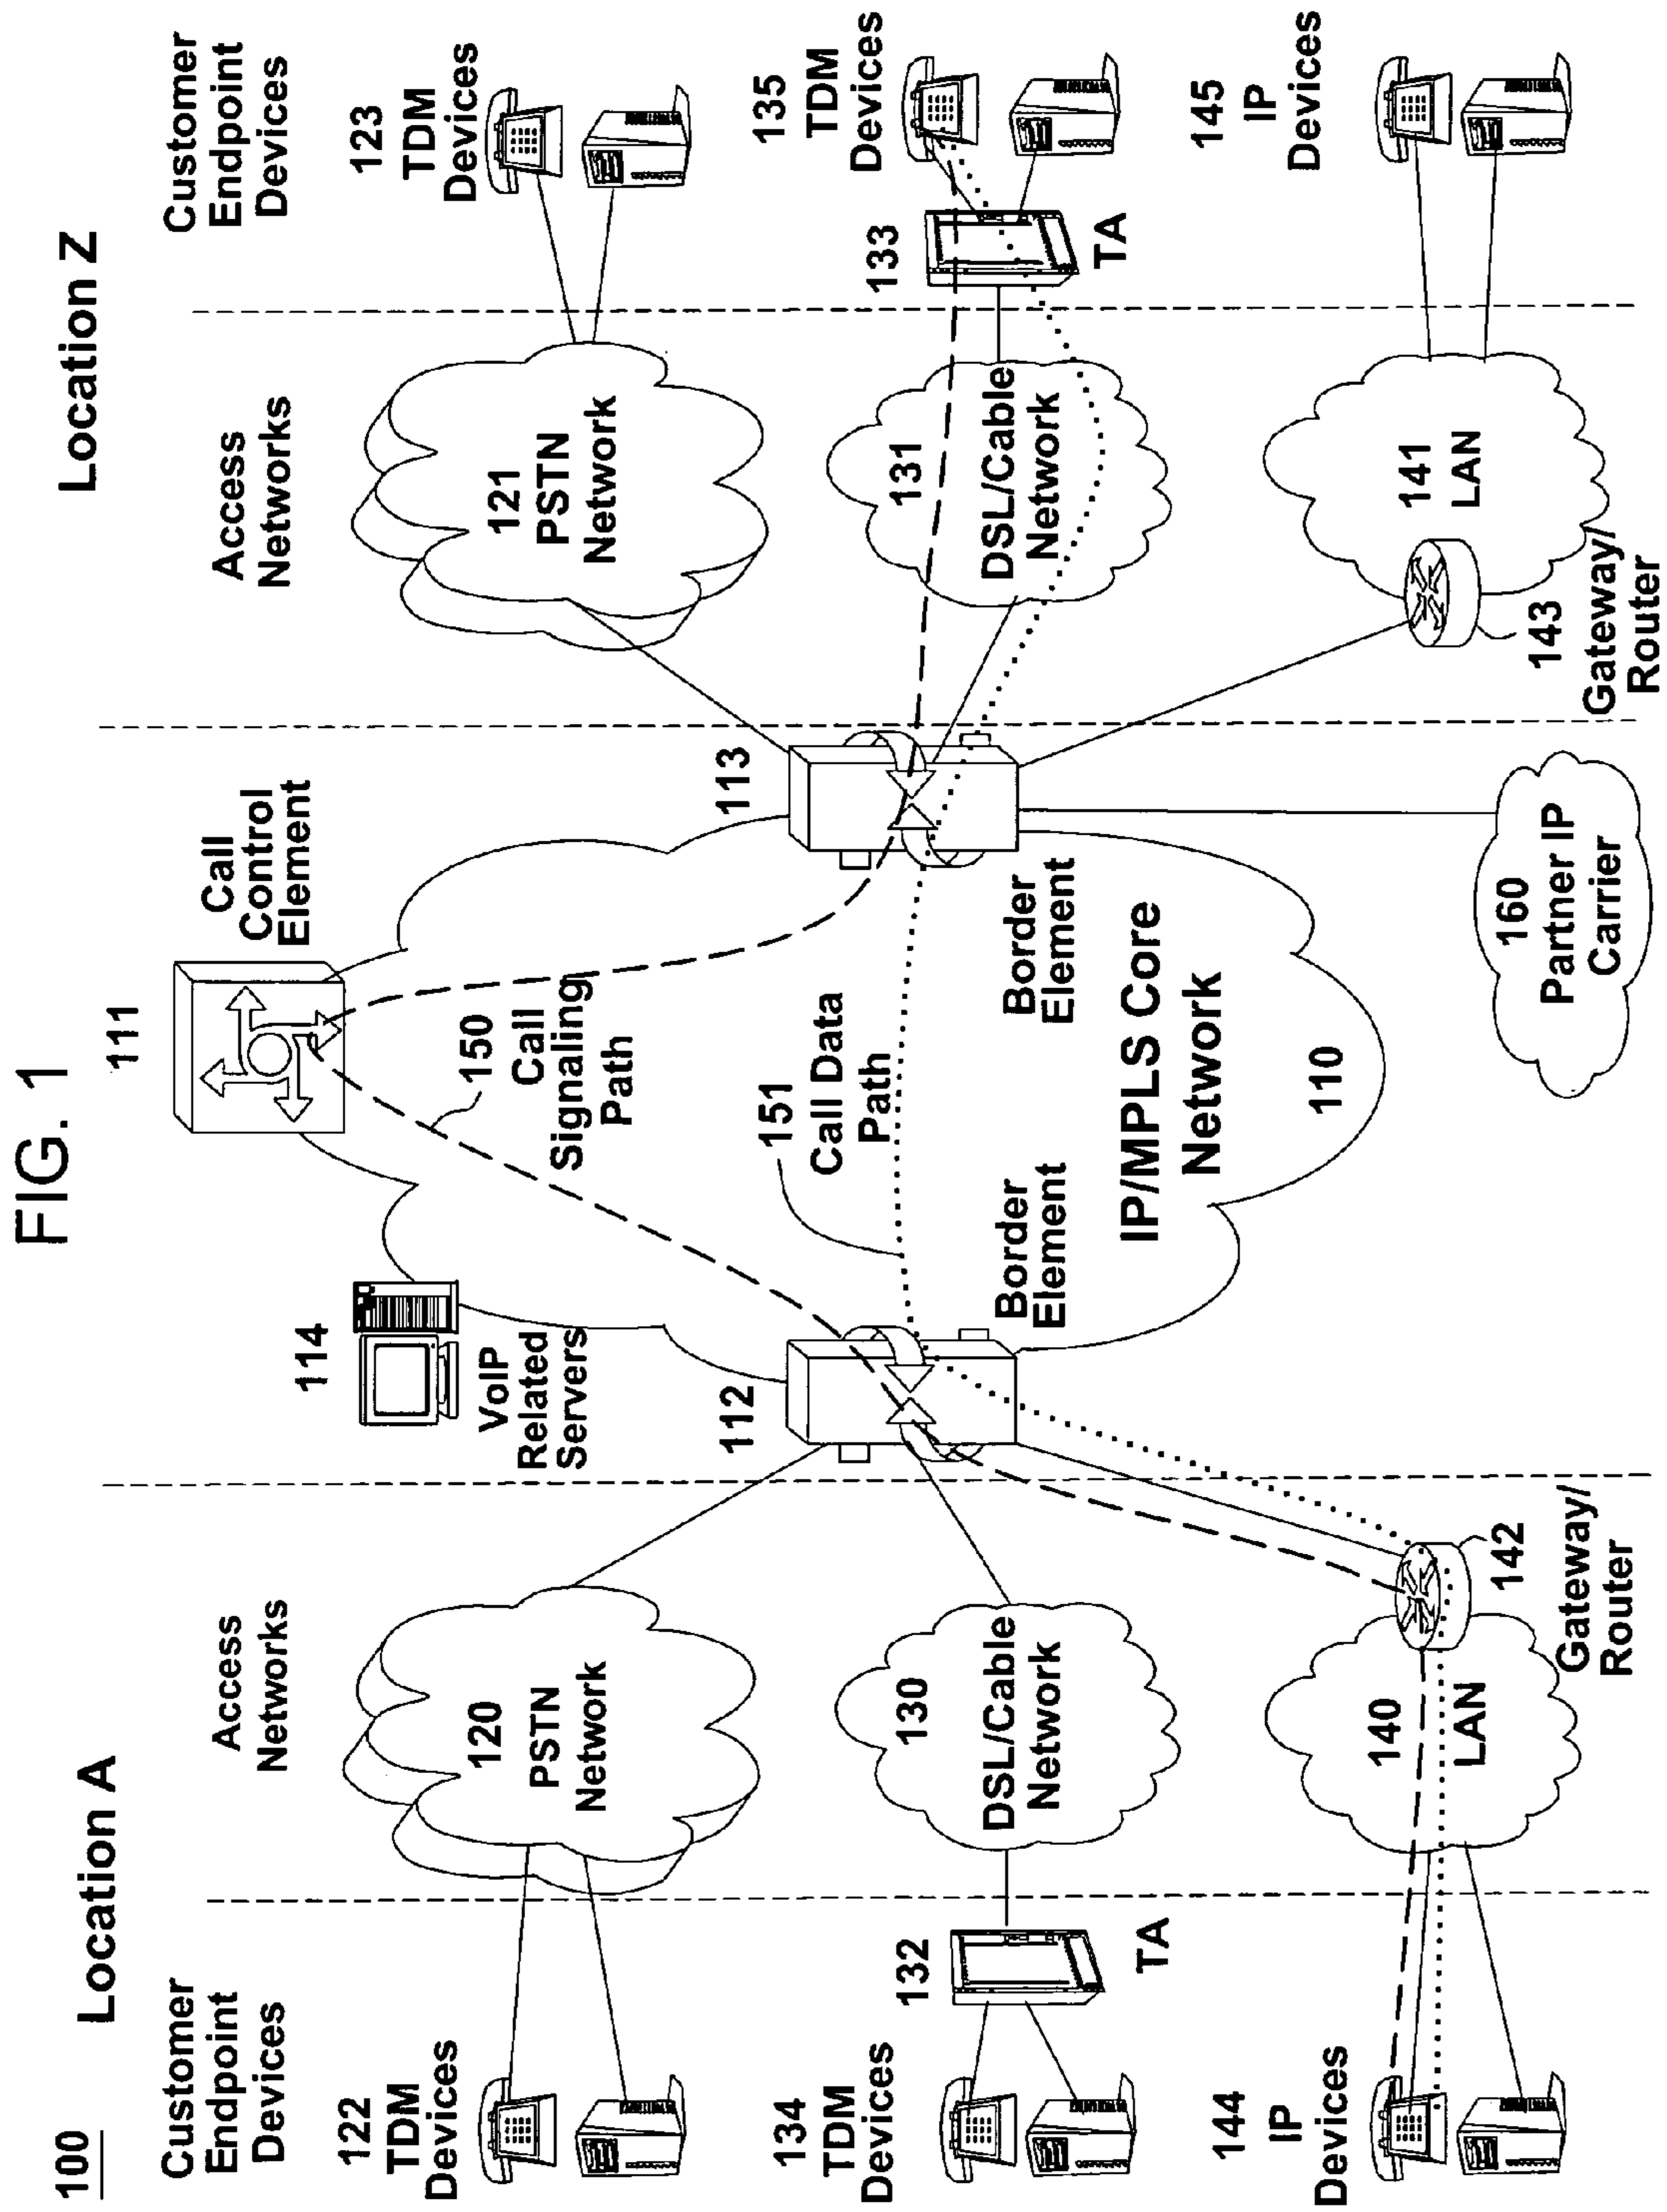 FIG. 1
100
Location A
Location Z
Customer
Endpoint
Devices
Access
Networks
111
Call
Control
Element
Access
Networks
Customer
Endpoint
Devices
122
TDM
Devices
120
PSTN
Network
114
VoIP
Related
Servers
150
Call
Signaling
Path
121
PSTN
Network
123
TDM
Devices
134
TDM
Devices
132
TA
130
DSL/Cable
Network
112
Border
Element
151
Call Data
Path
113
Border
Element
131
DSL/Cable
Network
133
TA
135
TDM
Devices
IP/MPLS Core
Network
110
144
IP
Devices
140
LAN
142
Gateway/
Router
160
Partner IP
Carrier
143
Gateway/
Router
141
LAN
145
IP
Devices